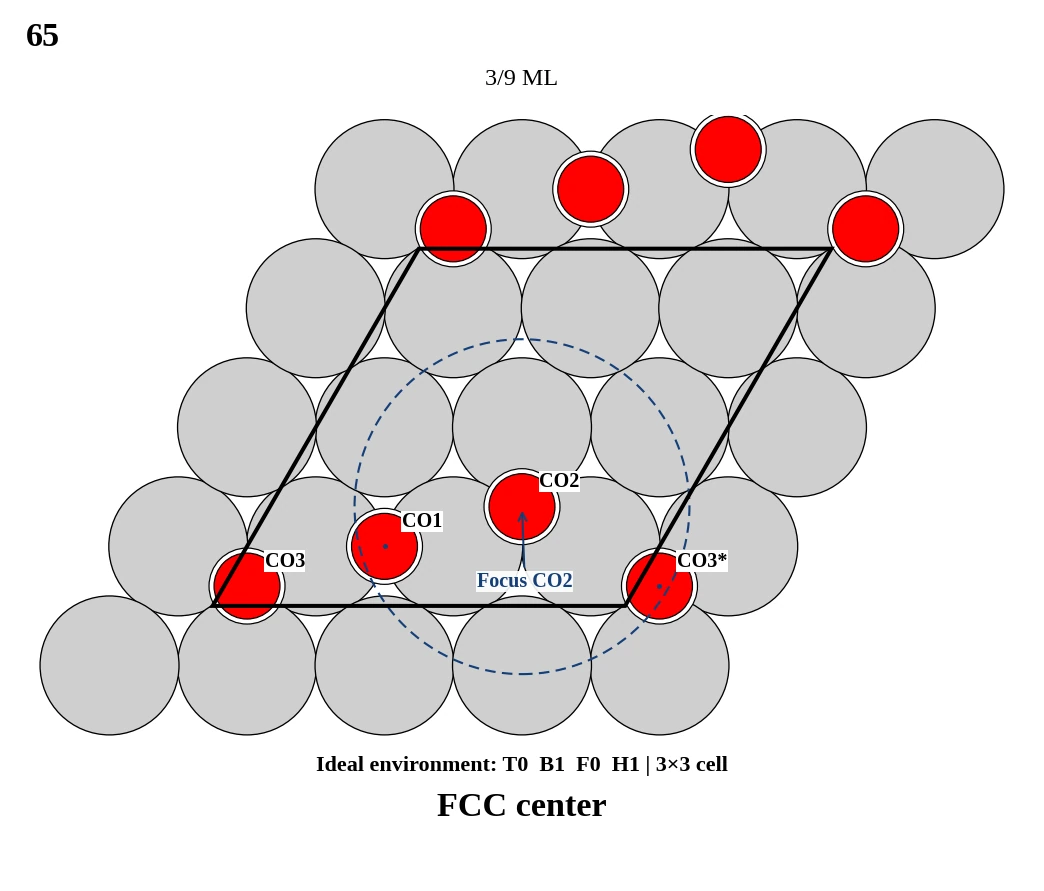 65
3/9 ML
CO2
CO1
CO3
CO3*
Focus CO2
Ideal environment: T0 B1 F0 H1 | 3×3 cell
FCC center